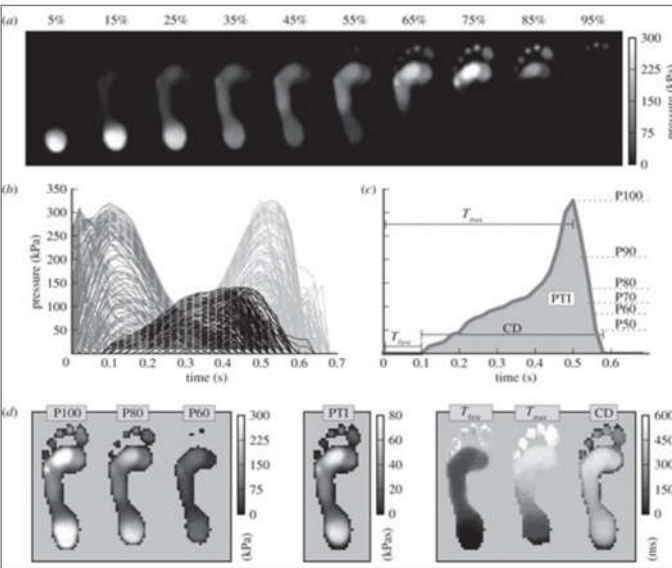 (a) 5% 15% 25% 35% 45% 55% 65% 75% 85% 95%
300
225
150
75
0
pressure (kPa)
(b)
350
300
250
200
150
100
50
pressure (kPa)
0 0.1 0.2 0.3 0.4 0.5 0.6 0.7
time (s)
(c)
T max
P100
P90
P80
P70
P60
P50
PTI
CD
T first
0 0.1 0.2 0.3 0.4 0.5 0.6
time (s)
(d) P100 P80 P60
300
225
150
75
0
(kPa)
PTI
80
60
40
20
0
(kPas)
T first T max CD
600
450
300
150
0
(ms)